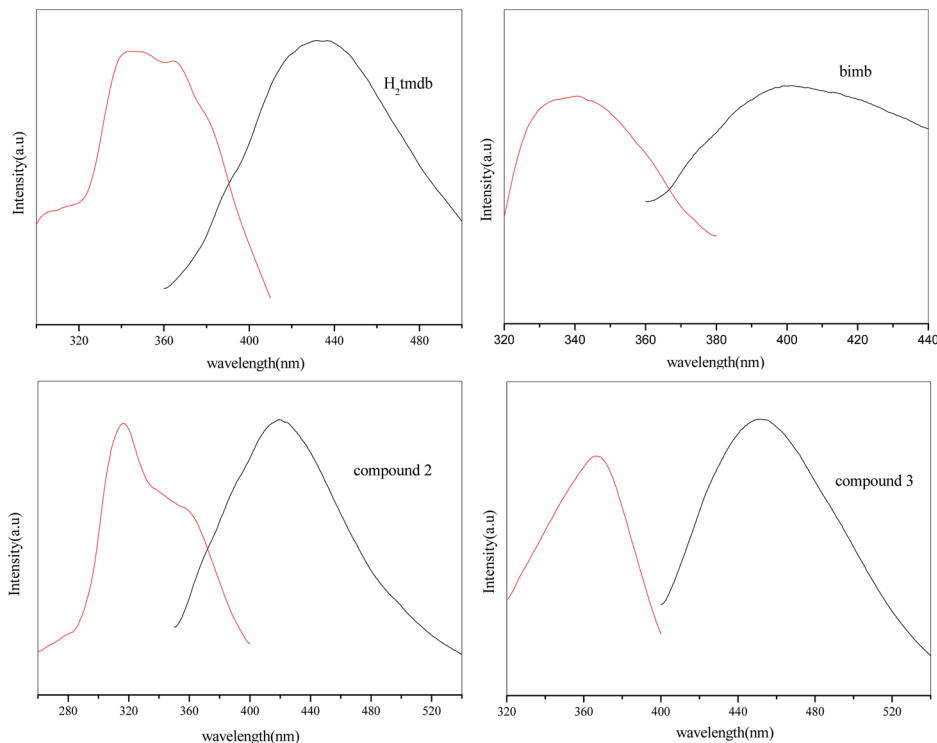 H₂tmdb
Intensity(a.u)
320 360 400 440 480
wavelength(nm)
bimb
Intensity(a.u)
320 340 360 380 400 420 440
wavelength(nm)
compound 2
Intensity(a.u)
280 320 360 400 440 480 520
wavelength(nm)
compound 3
Intensity(a.u)
320 360 400 440 480 520
wavelength(nm)